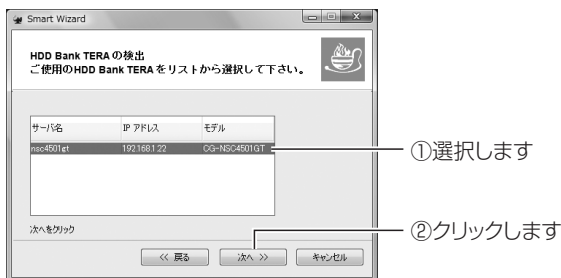 Smart Wizard
HDD Bank TERA の検出
ご使用のHDD Bank TERA をリストから選択して下さい。
サーバ名 IP アドレス モデル
nsc4501gt 192.168.1.22 CG-NSC4501GT
①選択します
次へをクリック
②クリックします
<< 戻る 次へ >> キャンセル